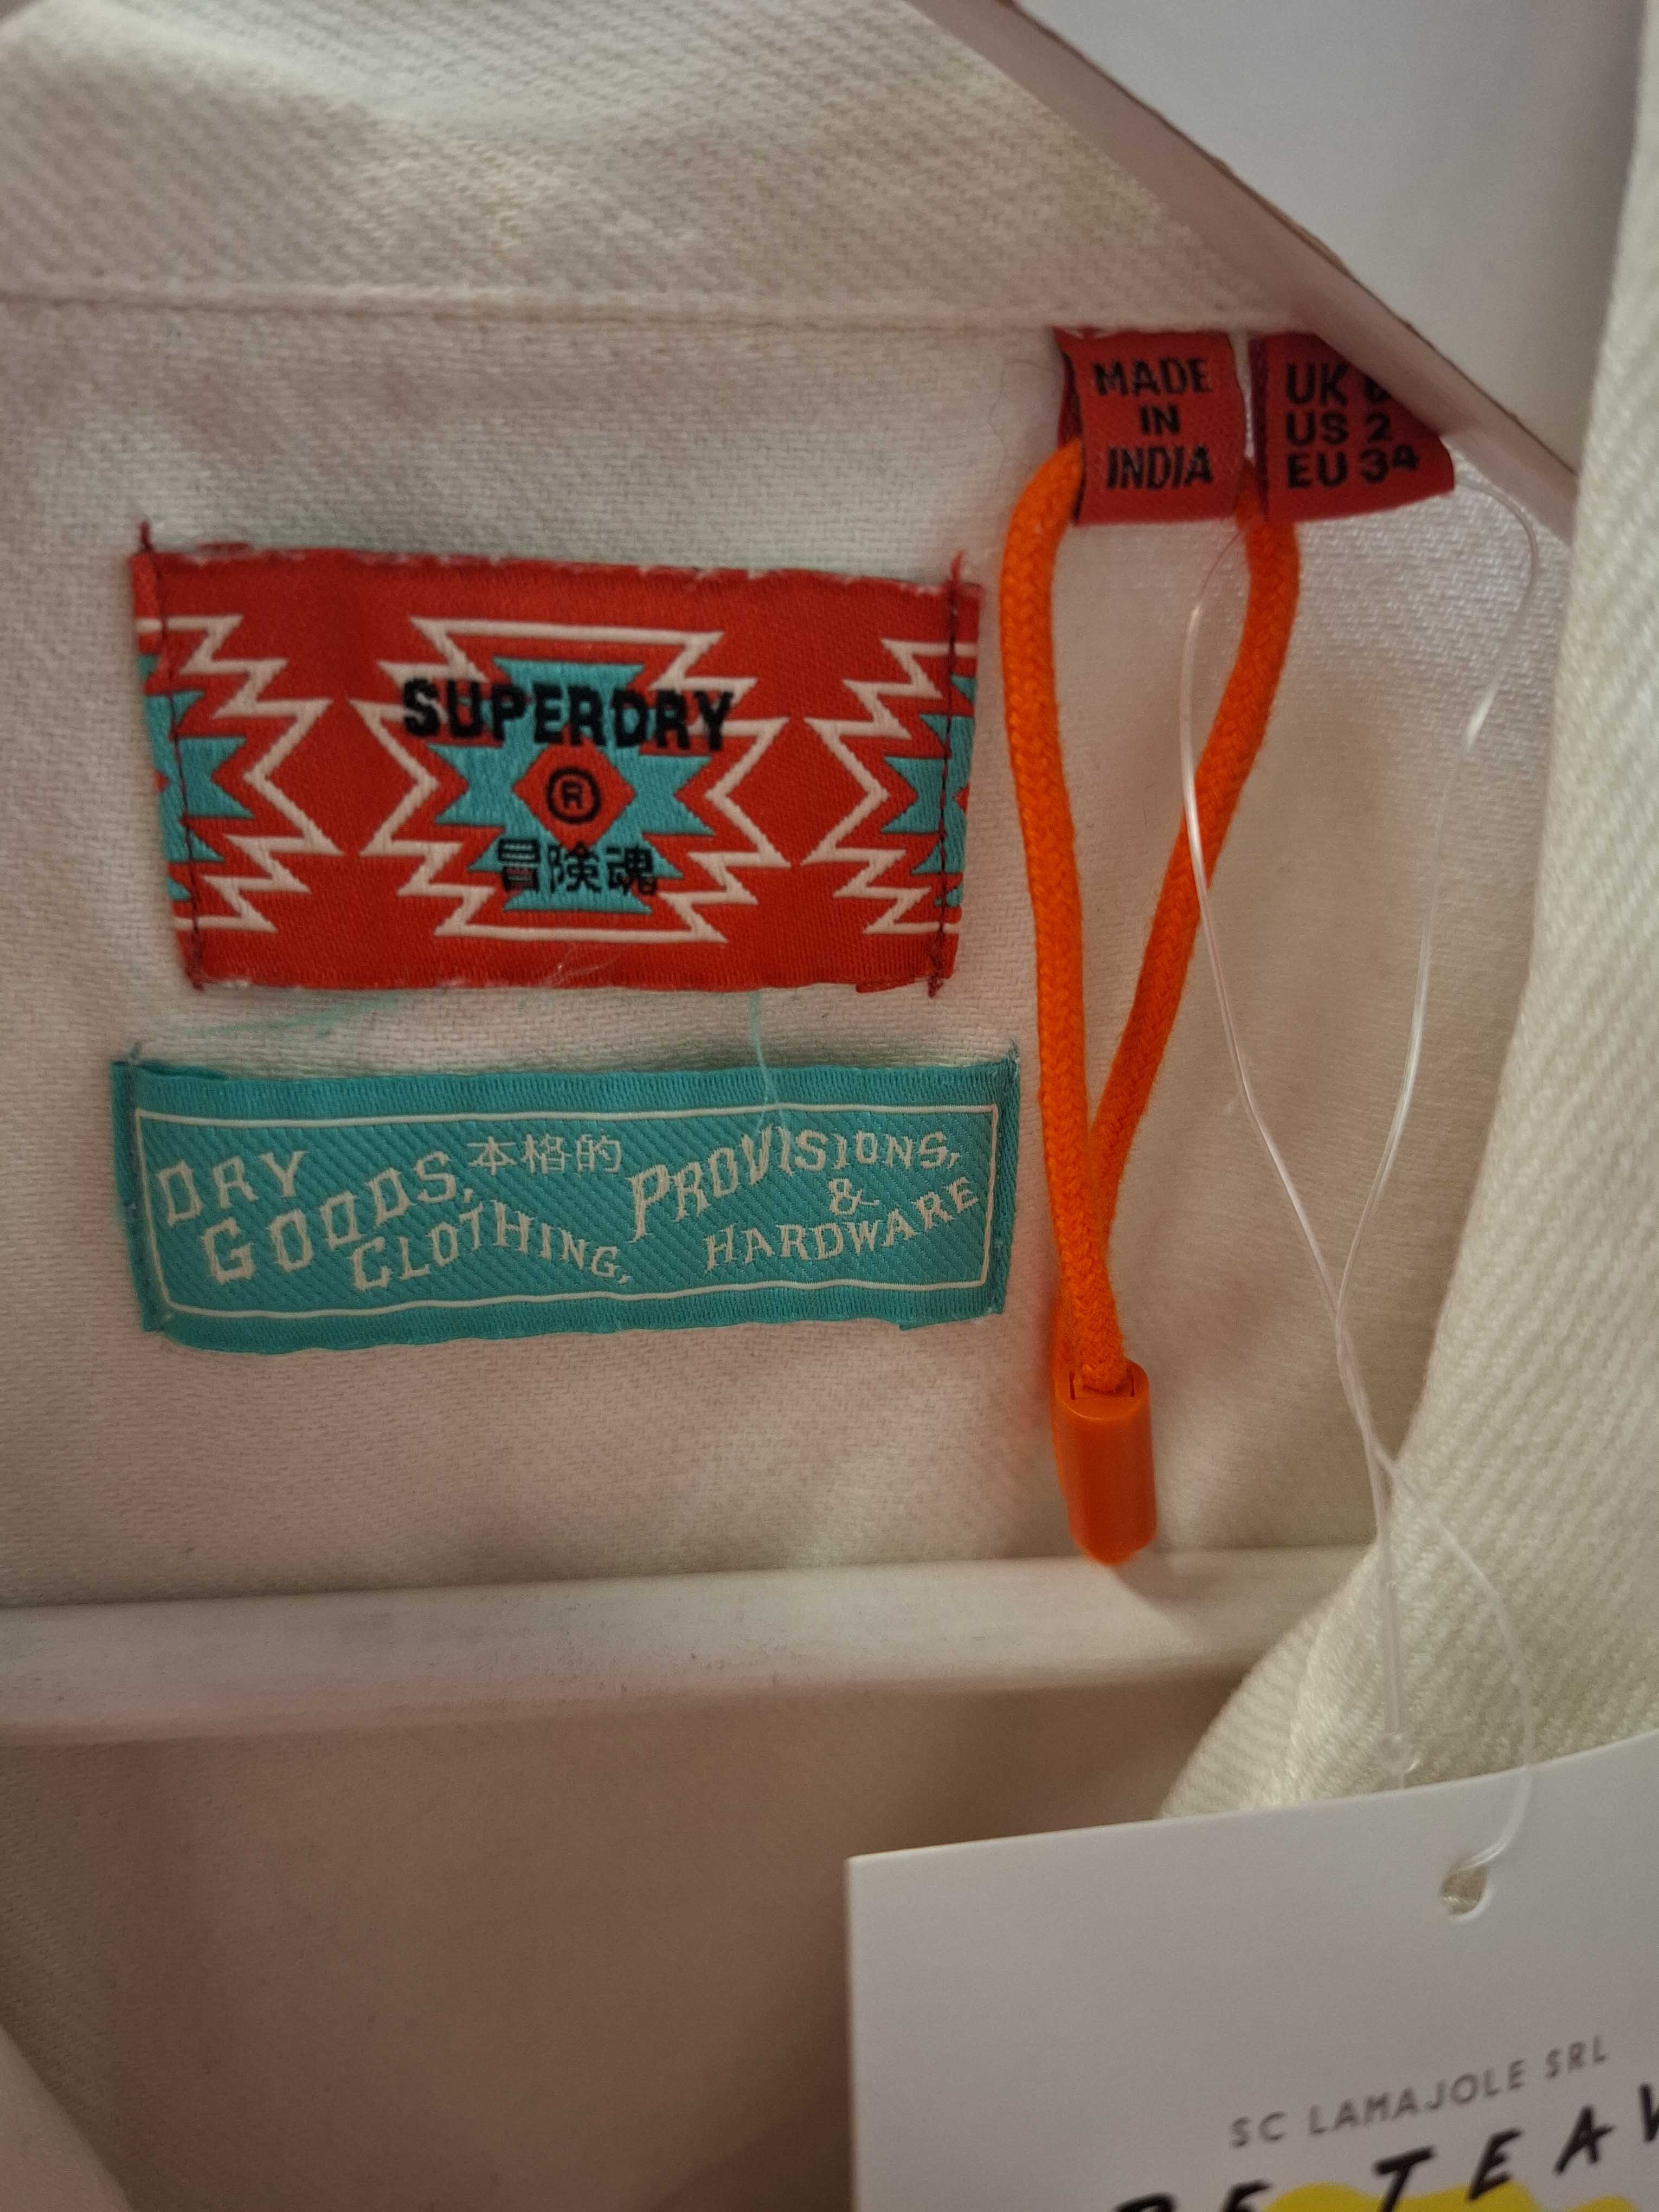 MADE
IN
INDIA
UK
US 2
EU 34
SUPERDRY
®
冒険魂
DRY
GOODS,
本格的
CLOTHING,
PROVISIONS,
&
HARDWARE
SC LAMAJOLE SRL